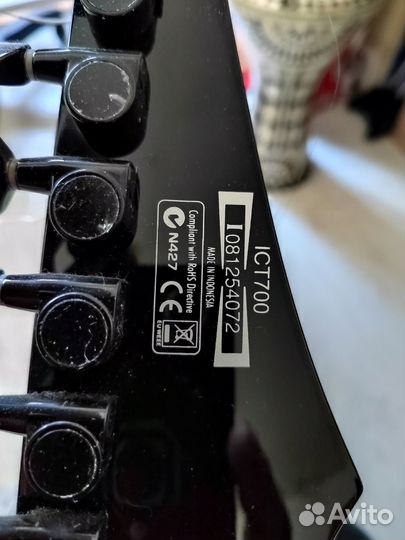 ICT700
I081254072
MADE IN INDONESIA
Compliant with RoHS Directive
N427
CE
EU WEEE
Avito